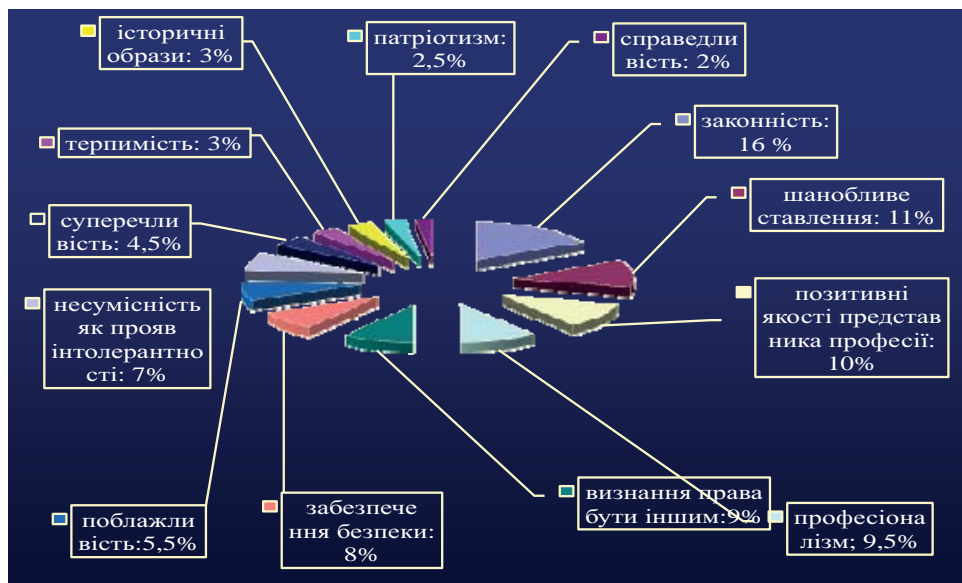 історичні
образи: 3%
патріотизм:
2,5%
справедли
вість: 2%
законність:
16 %
терпимість: 3%
шанобливе
ставлення: 11%
суперечли
вість: 4,5%
позитивні
якості представ
ника професії:
10%
несумісність
як прояв
інтолерантно
сті: 7%
визнання права
бути іншим:9%
професіона
лізм; 9,5%
забезпече
ння безпеки:
8%
поблажли
вість:5,5%